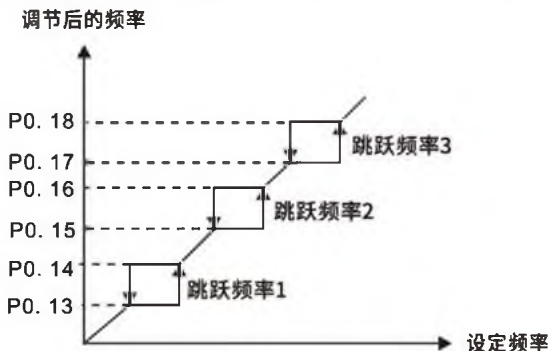 调节后的频率
P0. 18
跳跃频率3
P0. 17
P0. 16
跳跃频率2
P0. 15
P0. 14
跳跃频率1
P0. 13
设定频率